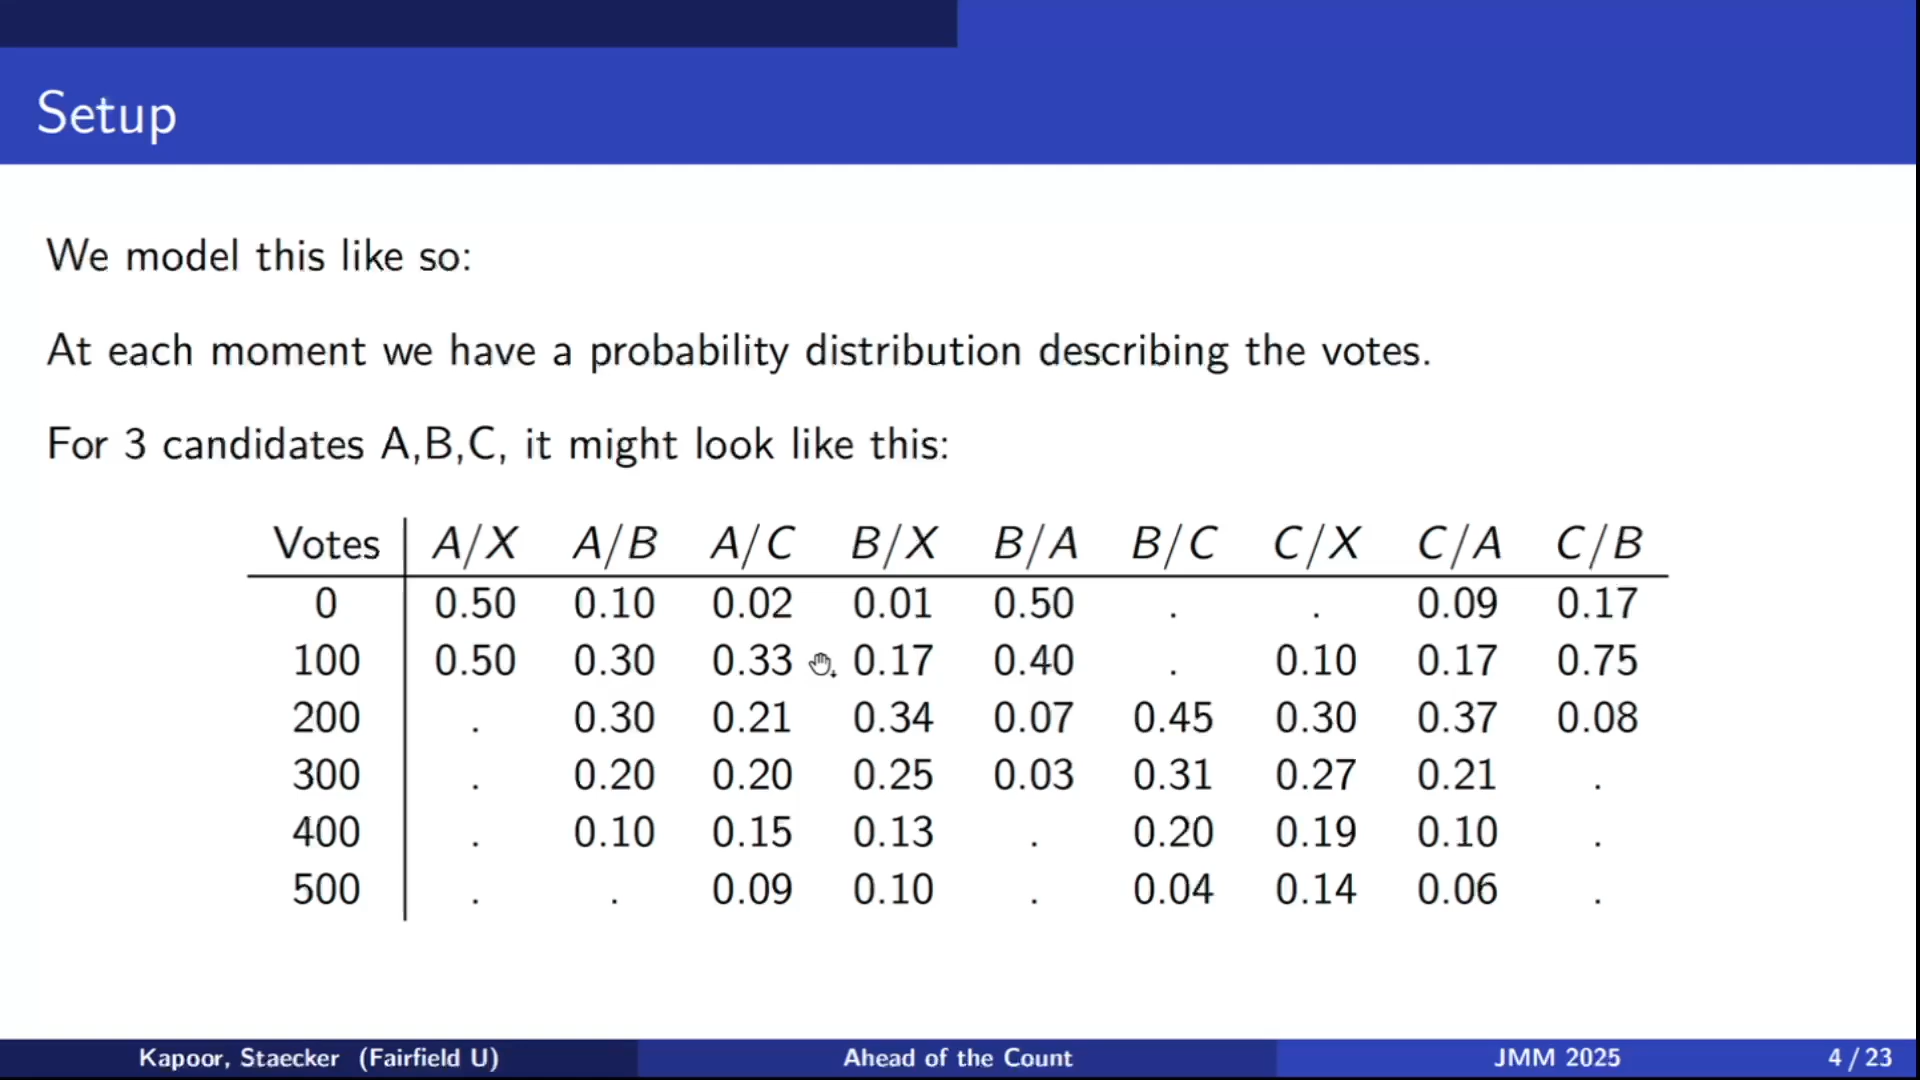 Setup
We model this like so:
At each moment we have a probability distribution describing the votes.
For 3 candidates A,B,C, it might look like this:
Votes A/X A/B A/C B/X B/A B/C C/X C/A C/B
0 0.50 0.10 0.02 0.01 0.50 . . 0.09 0.17
100 0.50 0.30 0.33 0.17 0.40 . 0.10 0.17 0.75
200 . 0.30 0.21 0.34 0.07 0.45 0.30 0.37 0.08
300 . 0.20 0.20 0.25 0.03 0.31 0.27 0.21 .
400 . 0.10 0.15 0.13 . 0.20 0.19 0.10 .
500 . . 0.09 0.10 . 0.04 0.14 0.06 .
Kapoor, Staecker (Fairfield U) Ahead of the Count JMM 2025 4 / 23